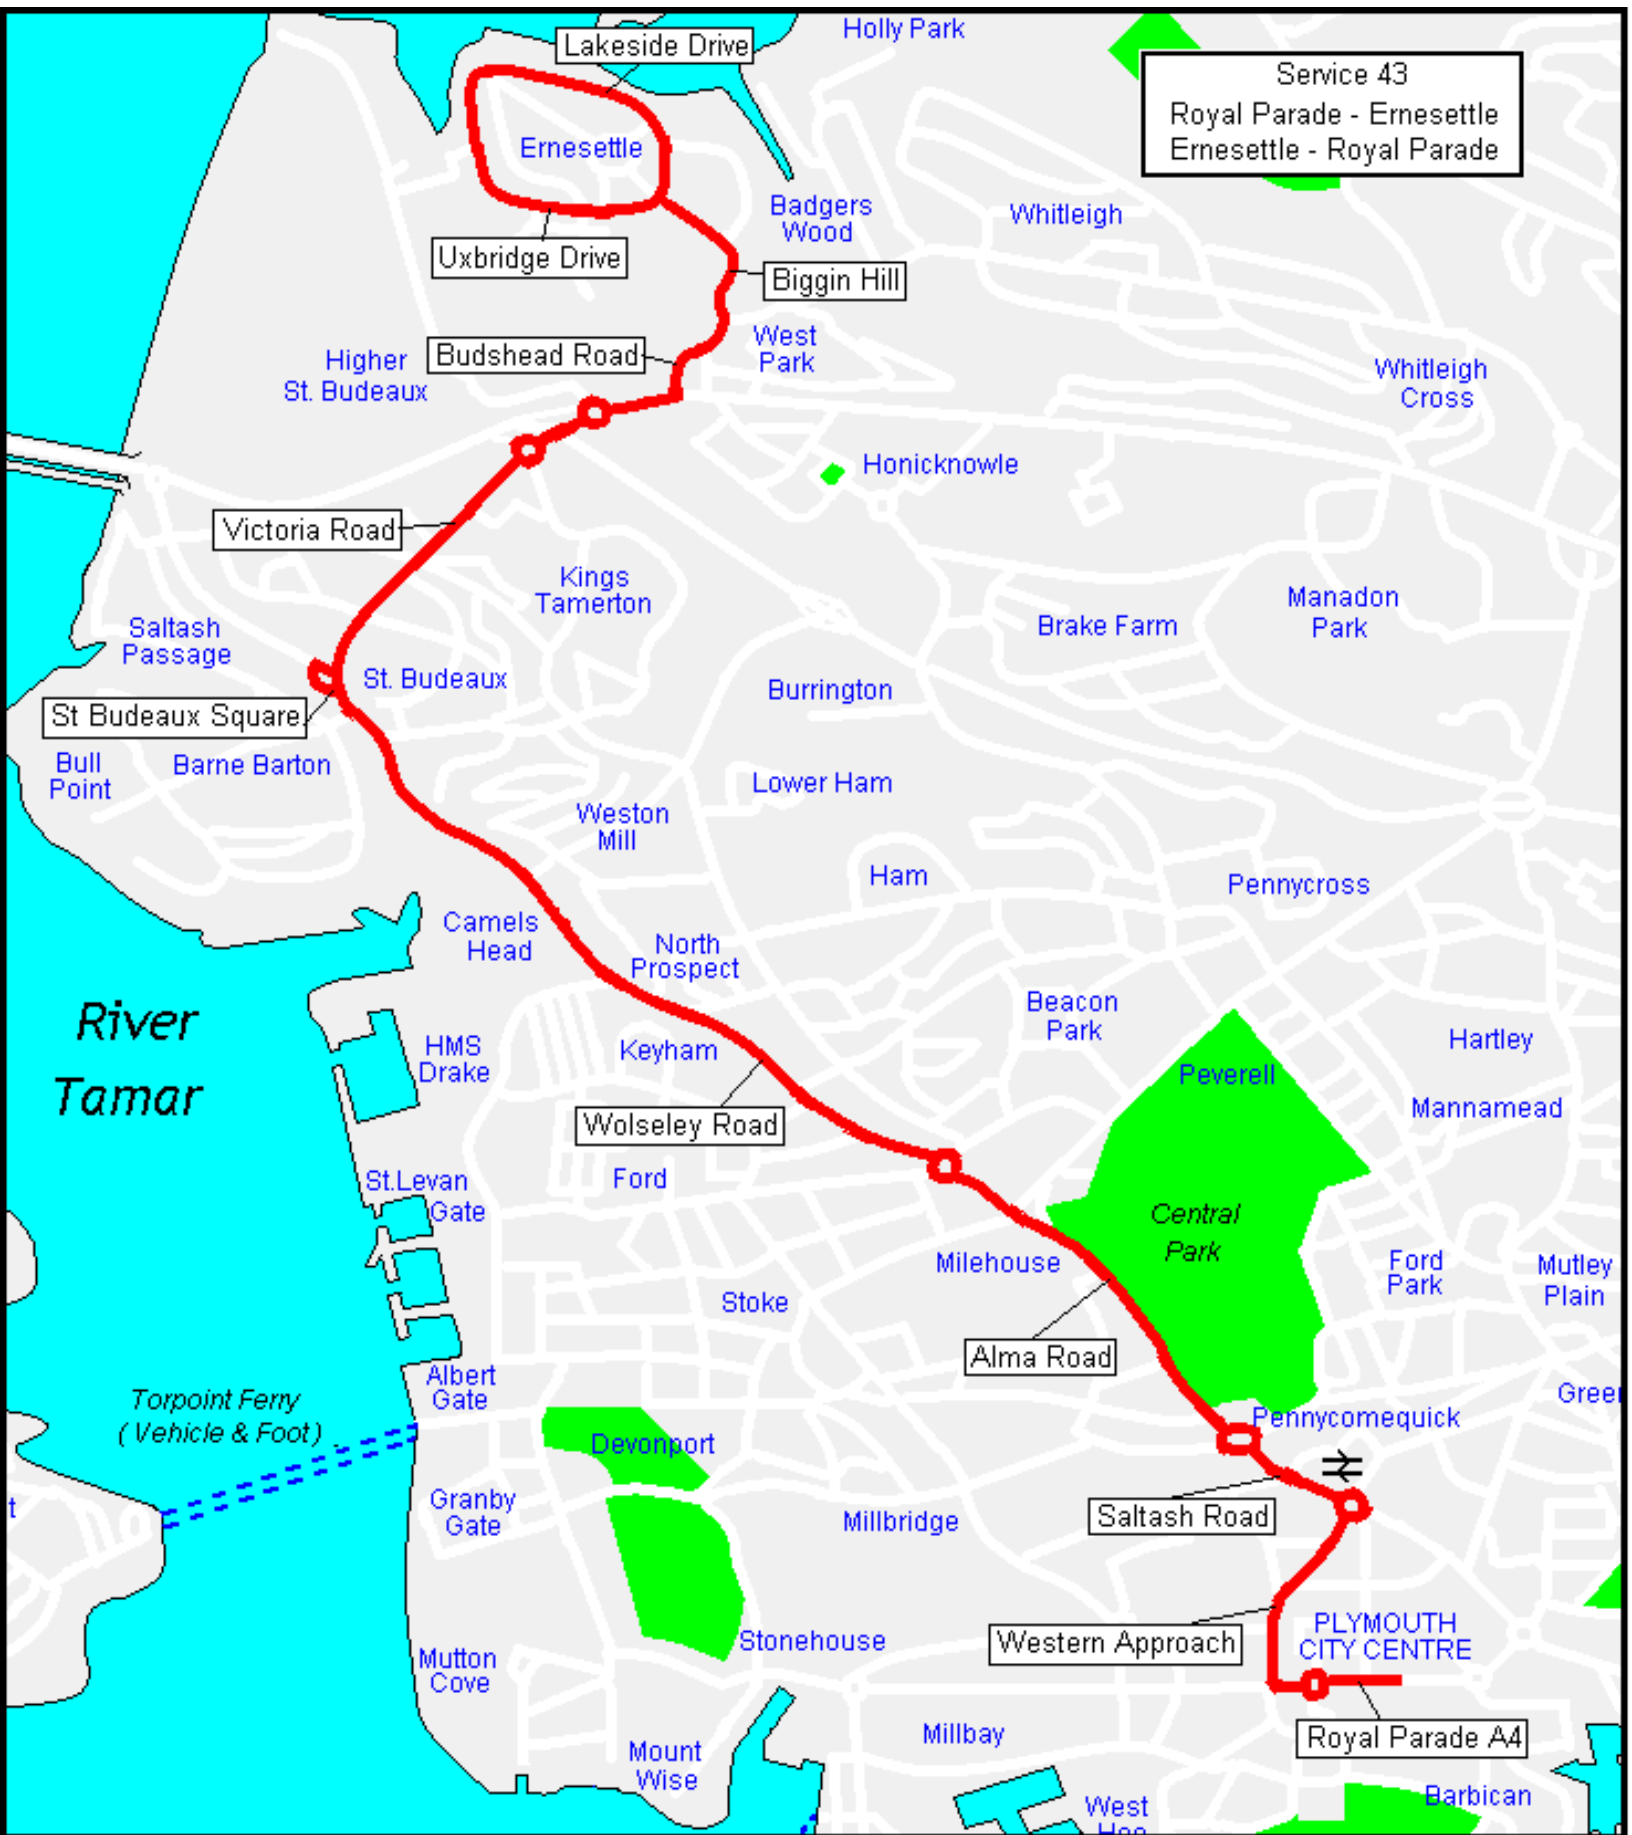 Holly Park
Lakeside Drive
Service 43
Royal Parade - Ernesettle
Ernesettle - Royal Parade
Ernesettle
Badgers
Wood
Whitleigh
Uxbridge Drive
Biggin Hill
West
Park
Budshead Road
Higher
St. Budeaux
Whitleigh
Cross
Honicknowle
Victoria Road
Kings
Tamerton
Manadon
Park
Brake Farm
Saltash
Passage
St. Budeaux
Burrington
St Budeaux Square
Bull
Point
Barne Barton
Lower Ham
Weston
Mill
Ham
Pennycross
Camels
Head
North
Prospect
River
Tamar
Beacon
Park
HMS
Drake
Keyham
Hartley
Peverell
Mannamead
Wolseley Road
St.Levan
Gate
Ford
Central
Park
Milehouse
Ford
Park
Mutley
Plain
Stoke
Alma Road
Albert
Gate
Torpoint Ferry
( Vehicle & Foot)
Green
Pennycomequick
Devonport
Granby
Gate
Millbridge
Saltash Road
t
Stonehouse
Western Approach
PLYMOUTH
CITY CENTRE
Mutton
Cove
Millbay
Royal Parade A4
Mount
Wise
Barbican
West
Hoe